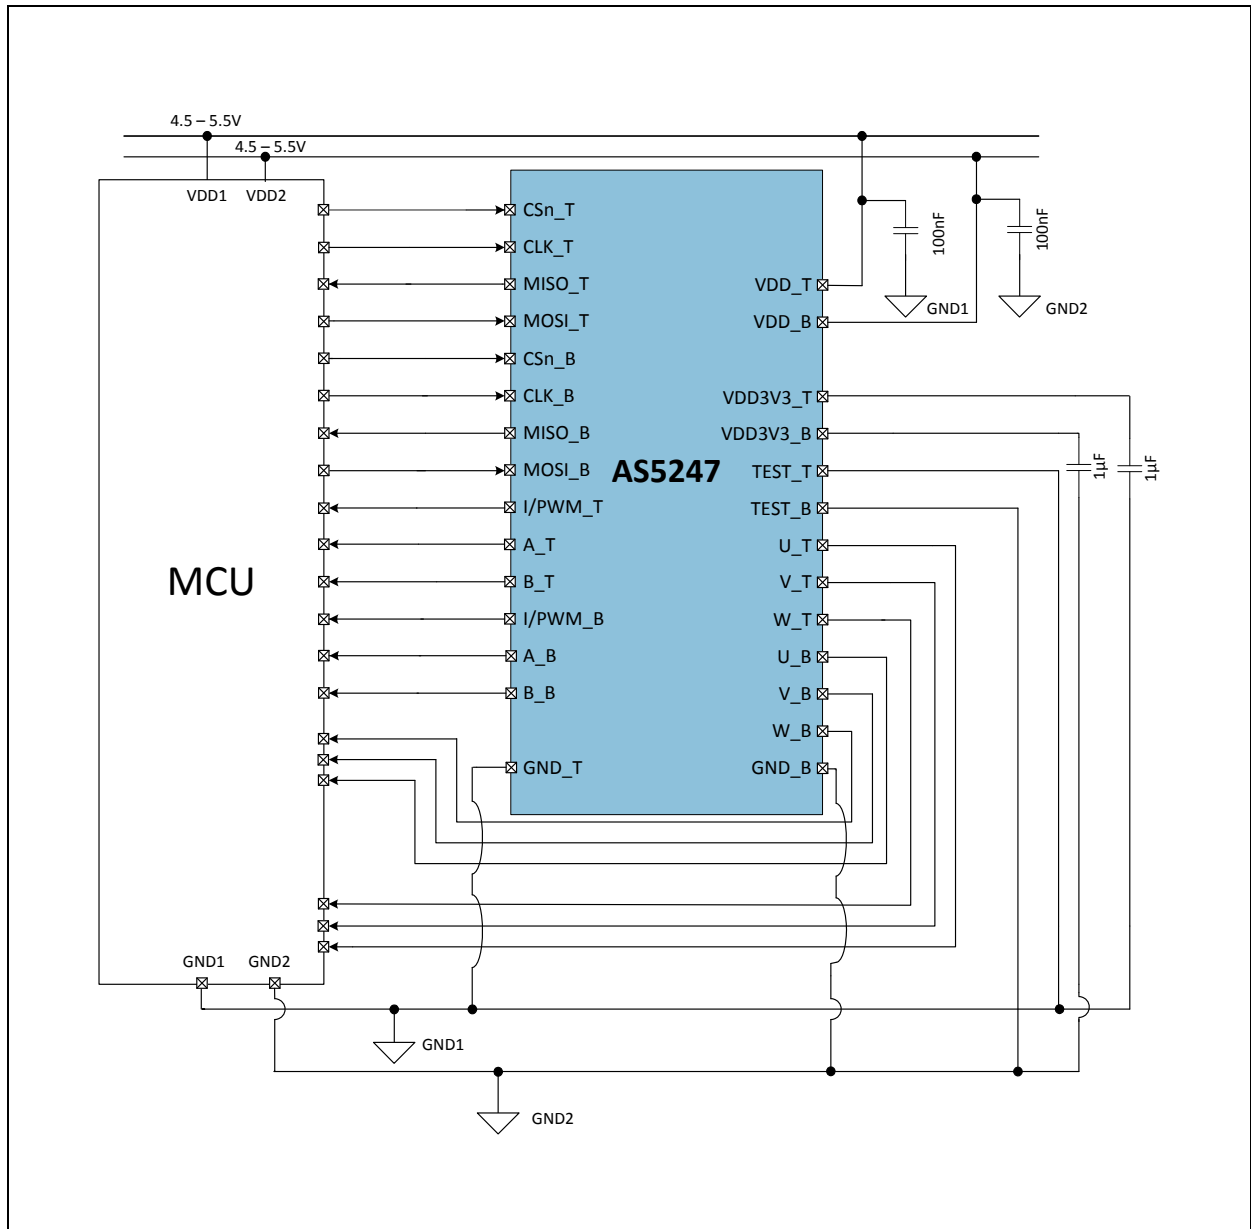 4.5 – 5.5V
4.5 – 5.5V
VDD1 VDD2
CSn_T
CLK_T
MISO_T
MOSI_T
CSn_B
CLK_B
MISO_B
MOSI_B
I/PWM_T
A_T
B_T
I/PWM_B
A_B
B_B
GND_T
MCU
AS5247
VDD_T
VDD_B
VDD3V3_T
VDD3V3_B
TEST_T
TEST_B
U_T
V_T
W_T
U_B
V_B
W_B
GND_B
100nF
100nF
GND1
GND2
1µF
1µF
GND1 GND2
GND1
GND2